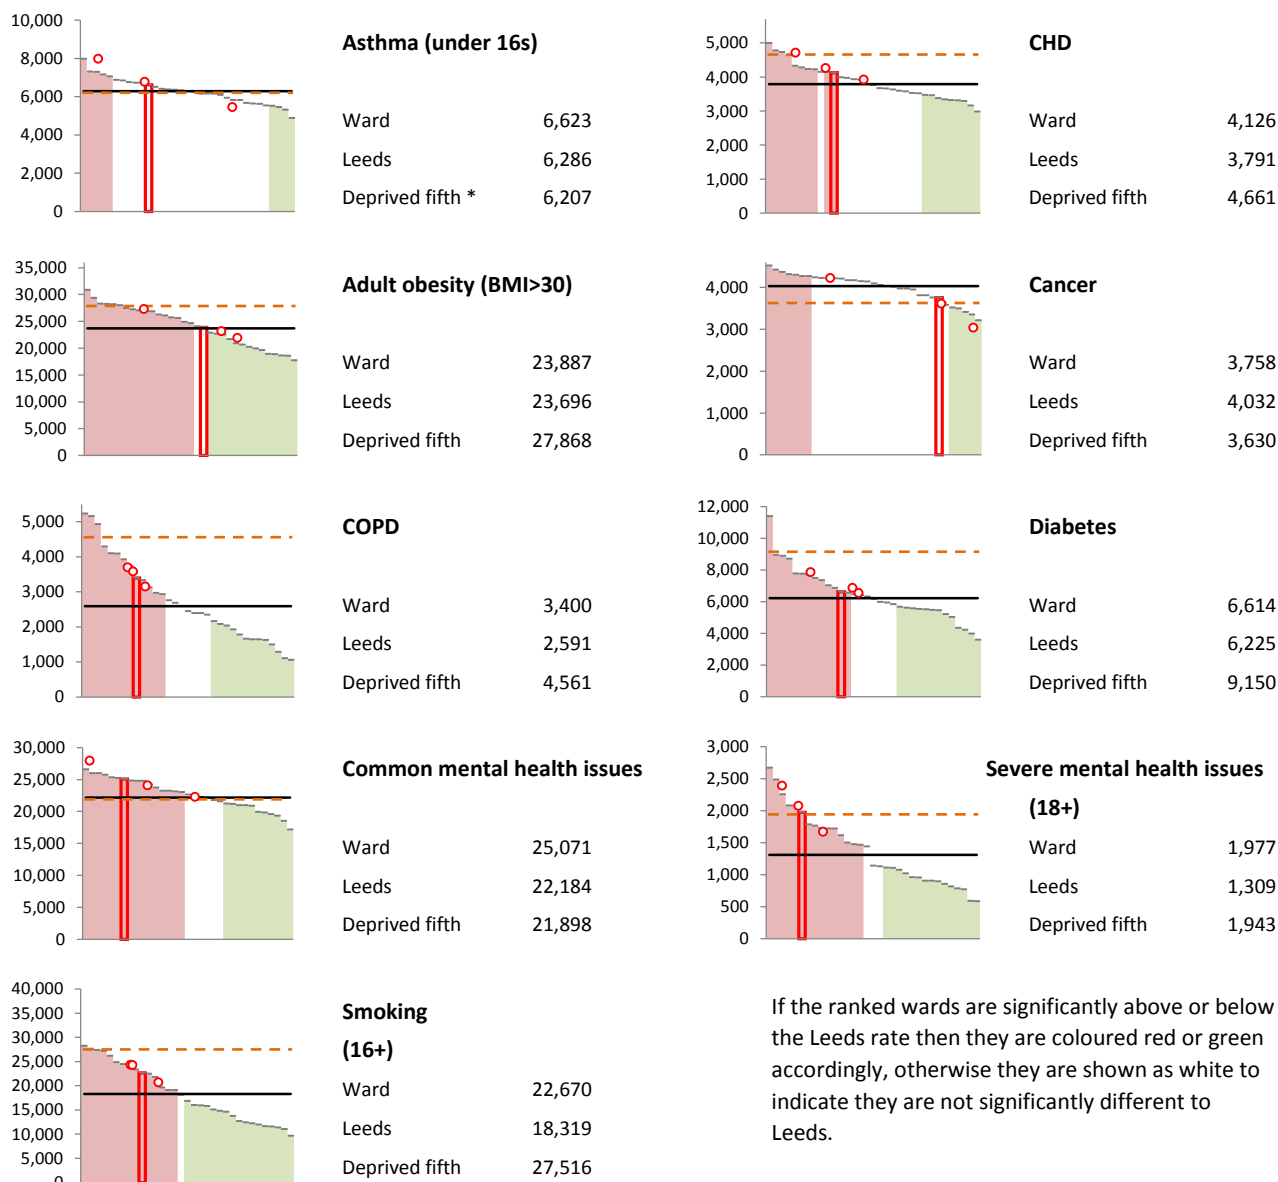 10,000
8,000
6,000
4,000
2,000
0
Asthma (under 16s)
Ward 6,623
Leeds 6,286
Deprived fifth * 6,207
5,000
4,000
3,000
2,000
1,000
0
CHD
Ward 4,126
Leeds 3,791
Deprived fifth 4,661
35,000
30,000
25,000
20,000
15,000
10,000
5,000
0
Adult obesity (BMI>30)
Ward 23,887
Leeds 23,696
Deprived fifth 27,868
4,000
3,000
2,000
1,000
0
Cancer
Ward 3,758
Leeds 4,032
Deprived fifth 3,630
5,000
4,000
3,000
2,000
1,000
0
COPD
Ward 3,400
Leeds 2,591
Deprived fifth 4,561
12,000
10,000
8,000
6,000
4,000
2,000
0
Diabetes
Ward 6,614
Leeds 6,225
Deprived fifth 9,150
30,000
25,000
20,000
15,000
10,000
5,000
0
Common mental health issues
Ward 25,071
Leeds 22,184
Deprived fifth 21,898
3,000
2,500
2,000
1,500
1,000
500
0
Severe mental health issues
(18+)
Ward 1,977
Leeds 1,309
Deprived fifth 1,943
40,000
35,000
30,000
25,000
20,000
15,000
10,000
5,000
0
Smoking
(16+)
Ward 22,670
Leeds 18,319
Deprived fifth 27,516
If the ranked wards are significantly above or below
the Leeds rate then they are coloured red or green
accordingly, otherwise they are shown as white to
indicate they are not significantly different to
Leeds.